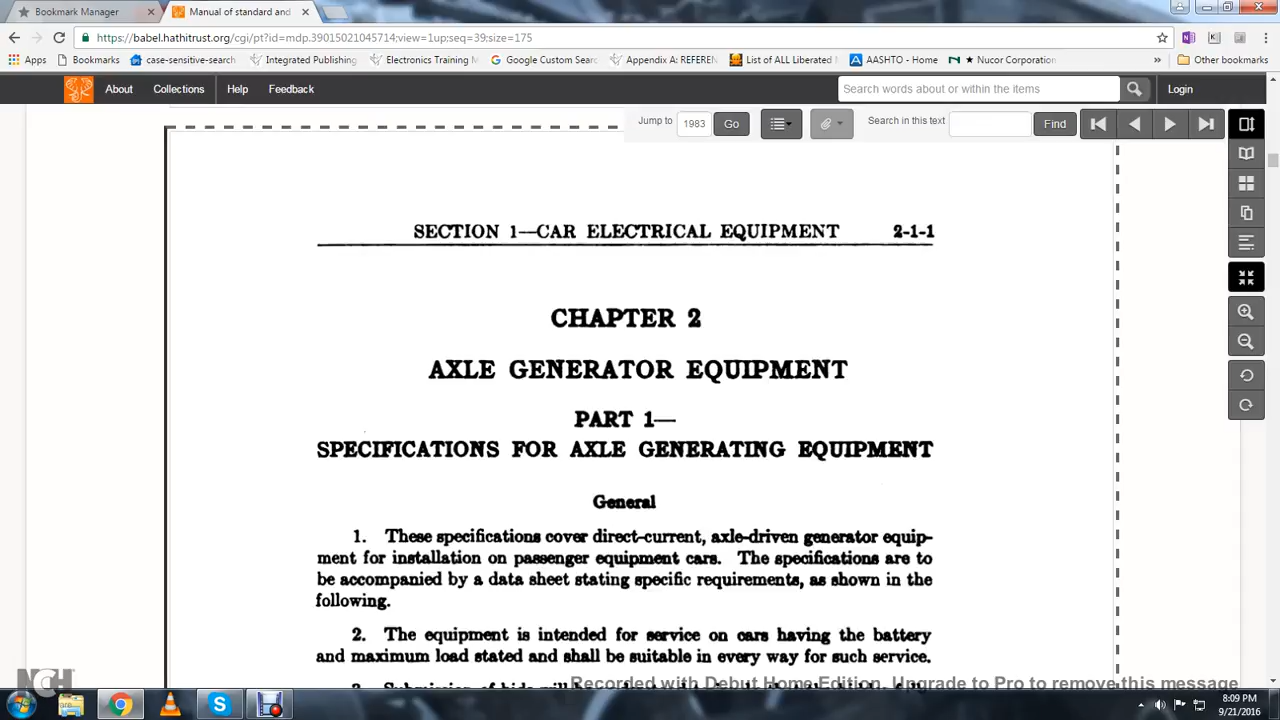 Bookmark Manager
Manual of standard and
https://babel.hathitrust.org/cgi/pt?id=mdp.39015021045714;view=1up;seq=39;size=175
Apps Bookmarks case-sensitive-search Integrated Publishing Electronics Training M Google Custom Sea Appendix A: REFEREN List of ALL Liberated AASHTO - Home Nucor Corporation » Other bookmarks
About Collections Help Feedback Search words about or within the items Login
Jump to 1983 Go Search in this text Find
SECTION 1—CAR ELECTRICAL EQUIPMENT 2-1-1
CHAPTER 2
AXLE GENERATOR EQUIPMENT
PART 1—
SPECIFICATIONS FOR AXLE GENERATING EQUIPMENT
General
1. These specifications cover direct-current, axle-driven generator equip-
ment for installation on passenger equipment cars. The specifications are to
be accompanied by a data sheet stating specific requirements, as shown in the
following.
2. The equipment is intended for service on cars having the battery
and maximum load stated and shall be suitable in every way for such service.
Recorded with Debut Home Edition. Upgrade to Pro to remove this message
NCH
8:09 PM
9/21/2016